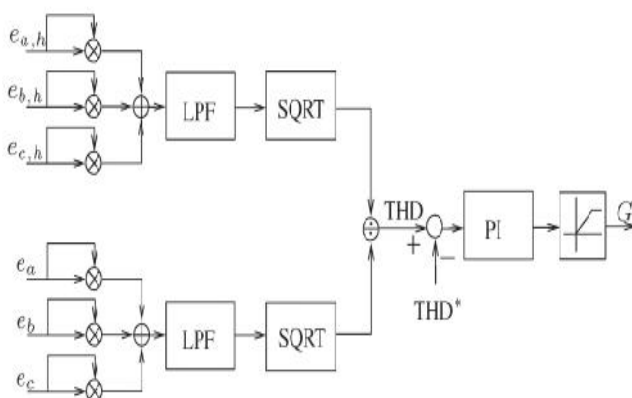 e_{a,h}
e_{b,h}
e_{c,h}
LPF
SQRT
THD
PI
G
THD*
e_a
e_b
e_c
LPF
SQRT